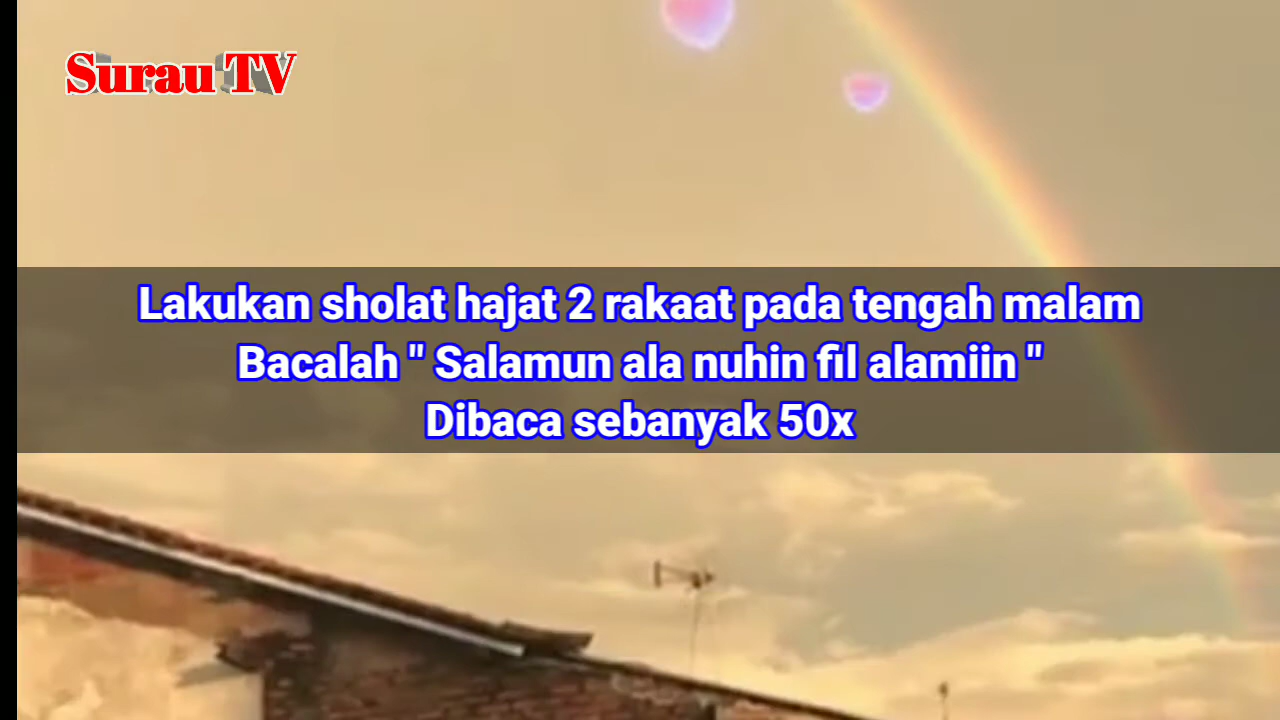 Surau TV
Lakukan sholat hajat 2 rakaat pada tengah malam
Bacalah " Salamun ala nuhin fil alamiin "
Dibaca sebanyak 50x